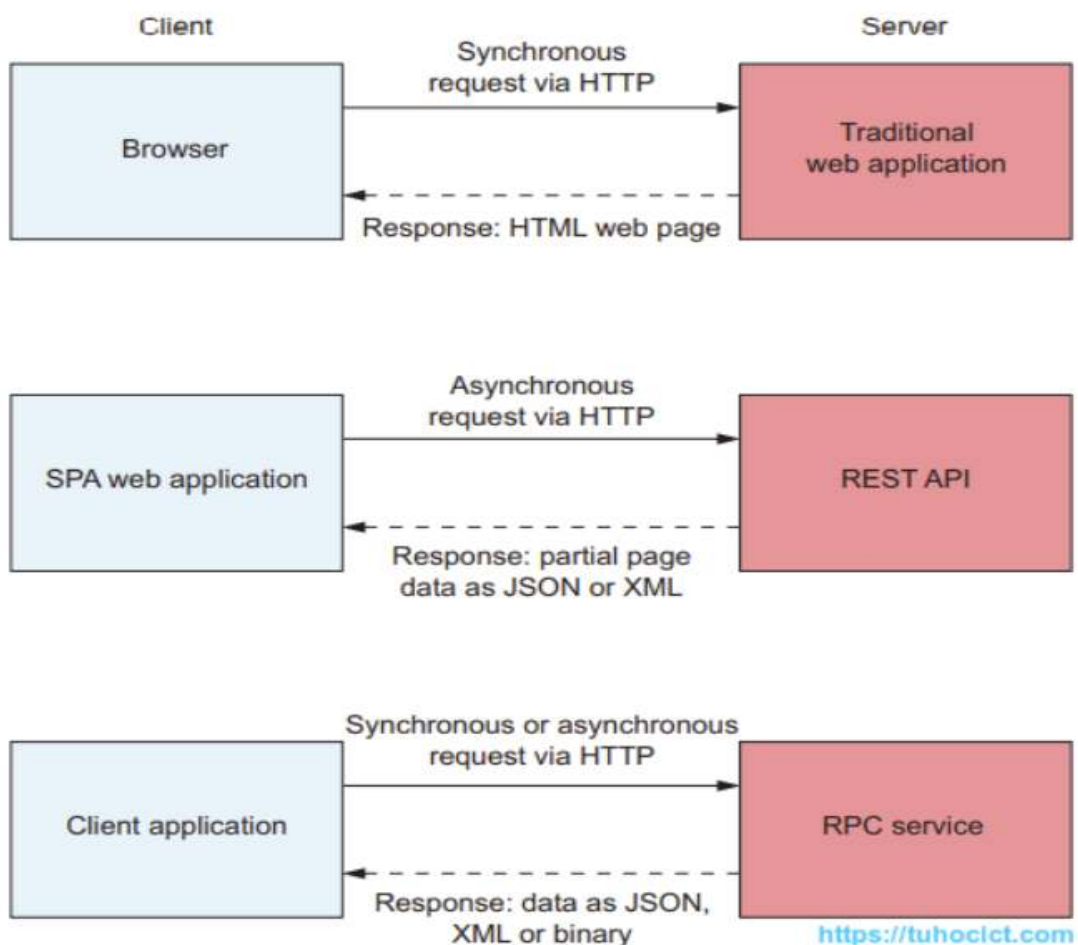 Client
Server
Synchronous
request via HTTP
Browser
Traditional
web application
Response: HTML web page
Asynchronous
request via HTTP
SPA web application
REST API
Response: partial page
data as JSON or XML
Synchronous or asynchronous
request via HTTP
Client application
RPC service
Response: data as JSON,
XML or binary
https://tuhocict.com